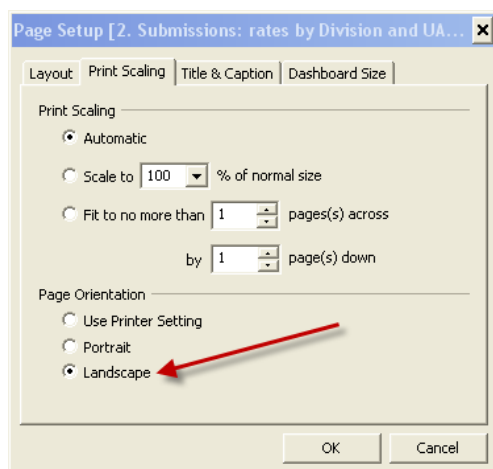 Page Setup [2. Submissions: rates by Division and UA...
Layout Print Scaling Title & Caption Dashboard Size
Print Scaling
Automatic
Scale to 100 % of normal size
Fit to no more than 1 pages(s) across
by 1 page(s) down
Page Orientation
Use Printer Setting
Portrait
Landscape
OK Cancel